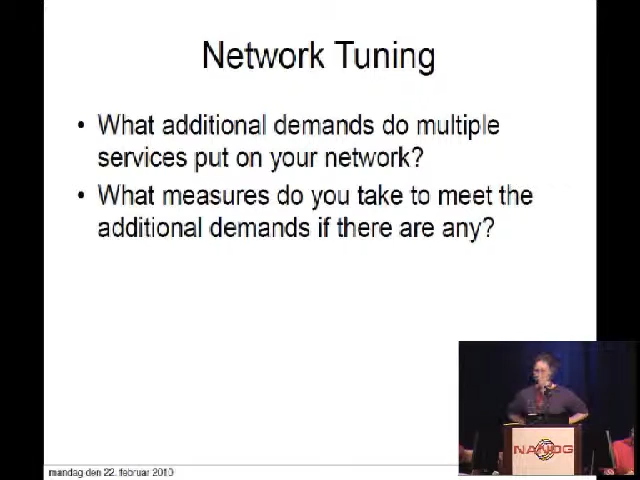 Network Tuning
• What additional demands do multiple
services put on your network?
• What measures do you take to meet the
additional demands if there are any?
NANOG
mandag den 22. februar 2010